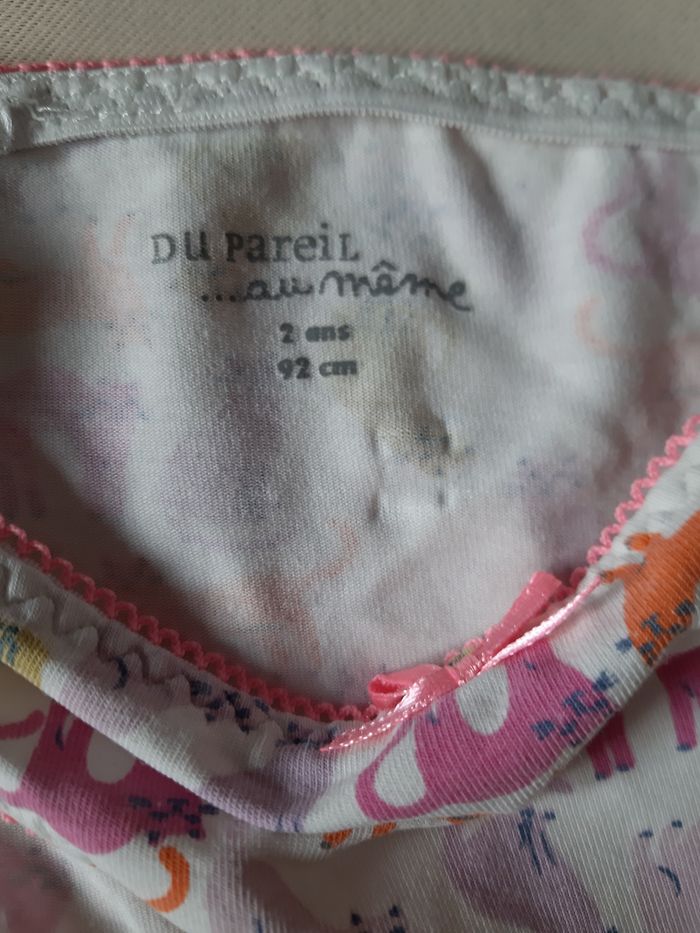 DU PareiL
...au même
2 ans
92 cm